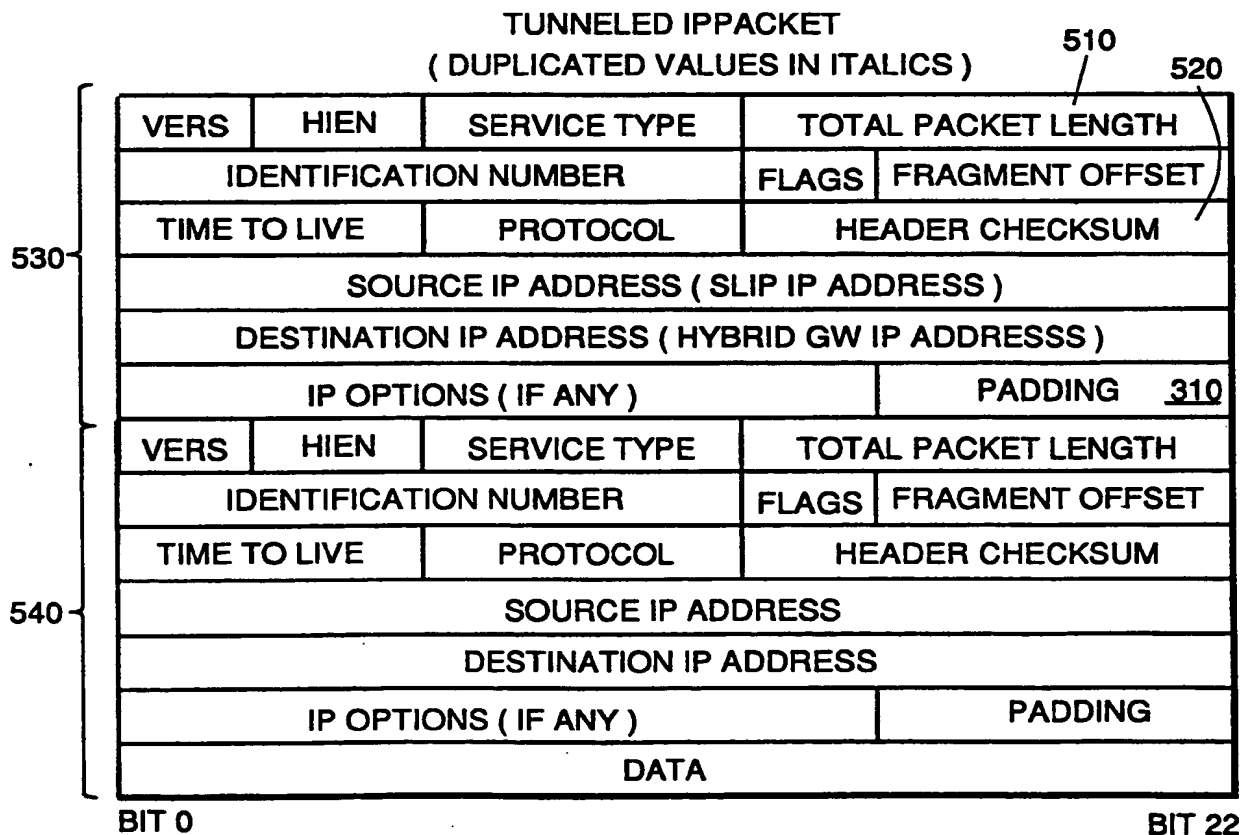 TUNNELED IPPACKET
( DUPLICATED VALUES IN ITALICS )
510
520
VERS HIEN SERVICE TYPE TOTAL PACKET LENGTH
IDENTIFICATION NUMBER FLAGS FRAGMENT OFFSET
TIME TO LIVE PROTOCOL HEADER CHECKSUM
530
SOURCE IP ADDRESS ( SLIP IP ADDRESS )
DESTINATION IP ADDRESS ( HYBRID GW IP ADDRESSS )
IP OPTIONS ( IF ANY ) PADDING 310
VERS HIEN SERVICE TYPE TOTAL PACKET LENGTH
IDENTIFICATION NUMBER FLAGS FRAGMENT OFFSET
TIME TO LIVE PROTOCOL HEADER CHECKSUM
540
SOURCE IP ADDRESS
DESTINATION IP ADDRESS
IP OPTIONS ( IF ANY ) PADDING
DATA
BIT 0 BIT 22